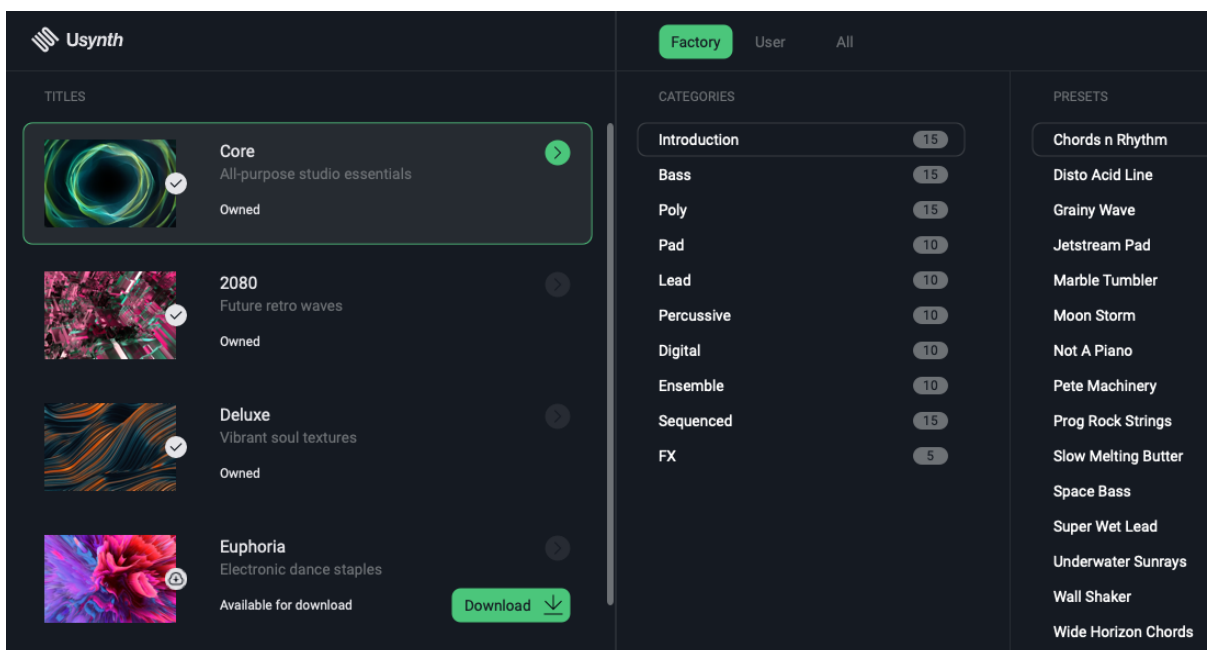 Usynth
TITLES
Core
All-purpose studio essentials
Owned
2080
Future retro waves
Owned
Deluxe
Vibrant soul textures
Owned
Euphoria
Electronic dance staples
Available for download
Download
Factory User All
CATEGORIES
Introduction 15
Bass 15
Poly 15
Pad 10
Lead 10
Percussive 10
Digital 10
Ensemble 10
Sequenced 15
FX 5
PRESETS
Chords n Rhythm
Disto Acid Line
Grainy Wave
Jetstream Pad
Marble Tumbler
Moon Storm
Not A Piano
Pete Machinery
Prog Rock Strings
Slow Melting Butter
Space Bass
Super Wet Lead
Underwater Sunrays
Wall Shaker
Wide Horizon Chords